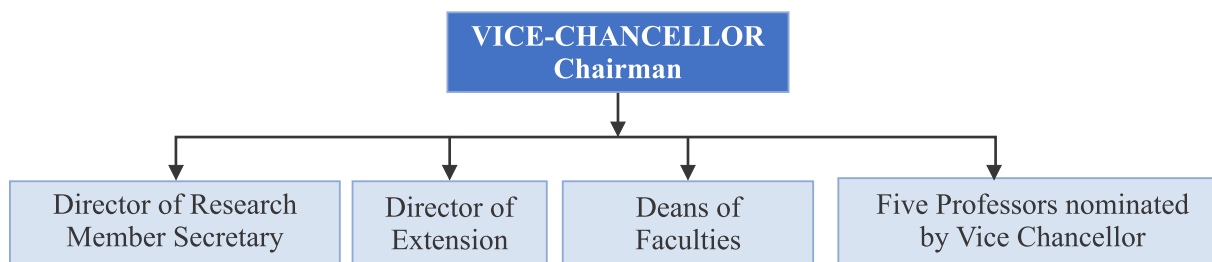 VICE-CHANCELLOR
Chairman
Director of Research
Member Secretary
Director of
Extension
Deans of
Faculties
Five Professors nominated
by Vice Chancellor